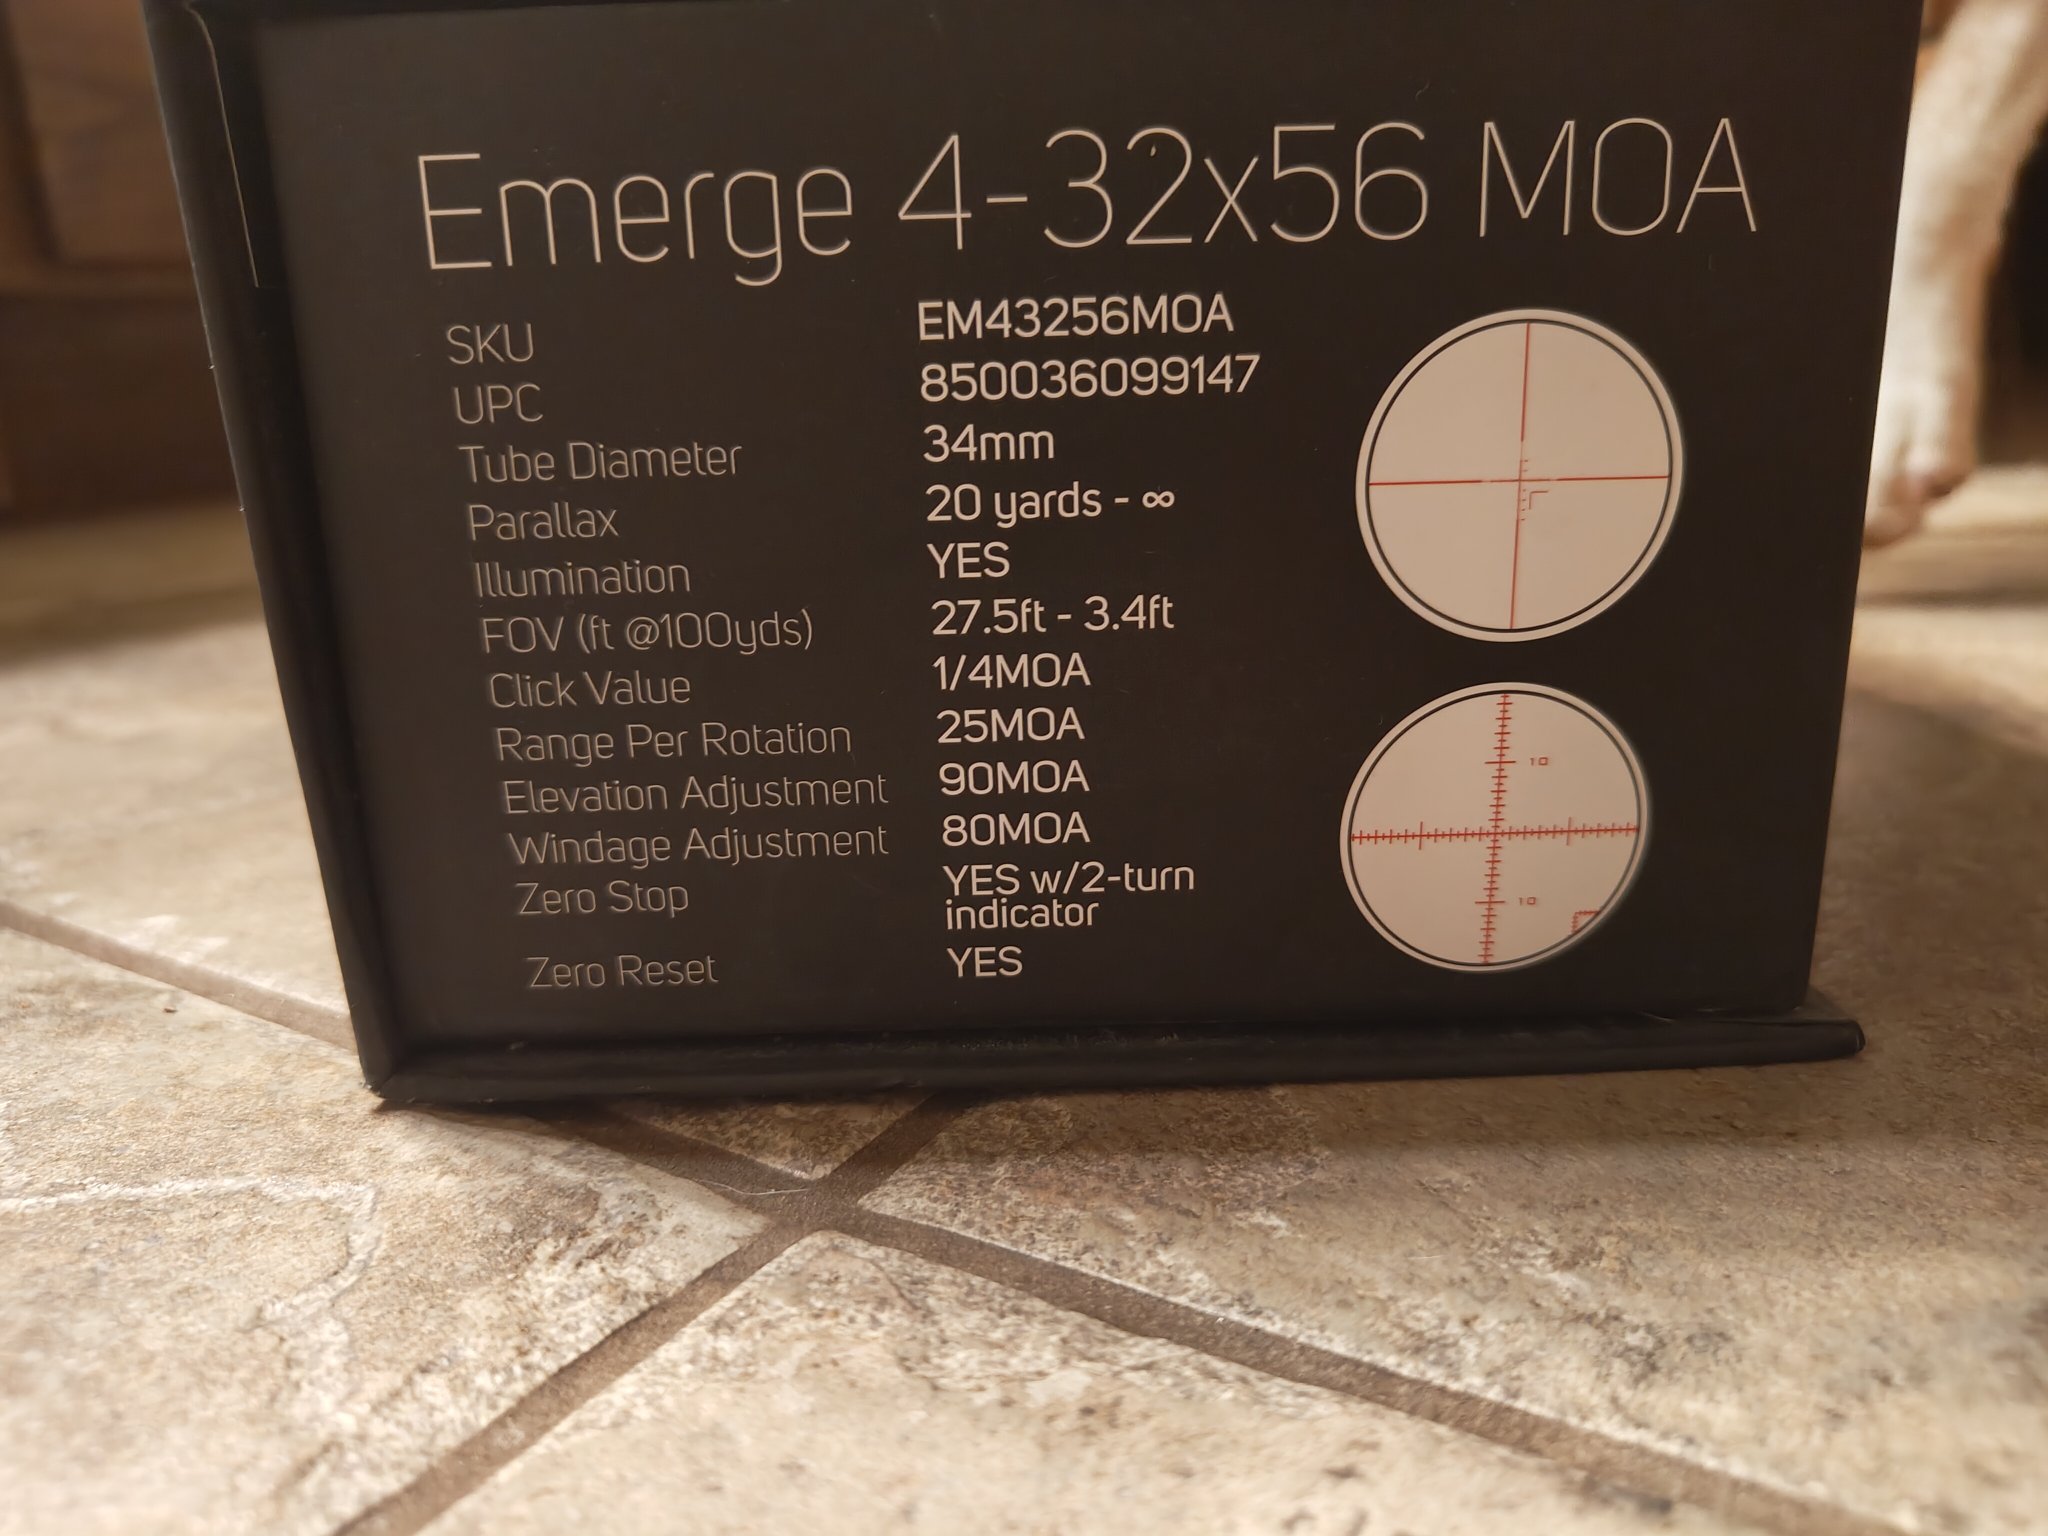 Emerge 4-32x56 MOA
SKU EM43256MOA
UPC 850036099147
Tube Diameter 34mm
Parallax 20 yards - ∞
Illumination YES
FOV (ft @100yds) 27.5ft - 3.4ft
Click Value 1/4MOA
Range Per Rotation 25MOA
Elevation Adjustment 90MOA
Windage Adjustment 80MOA
Zero Stop YES w/2-turn
indicator
Zero Reset YES
10
10